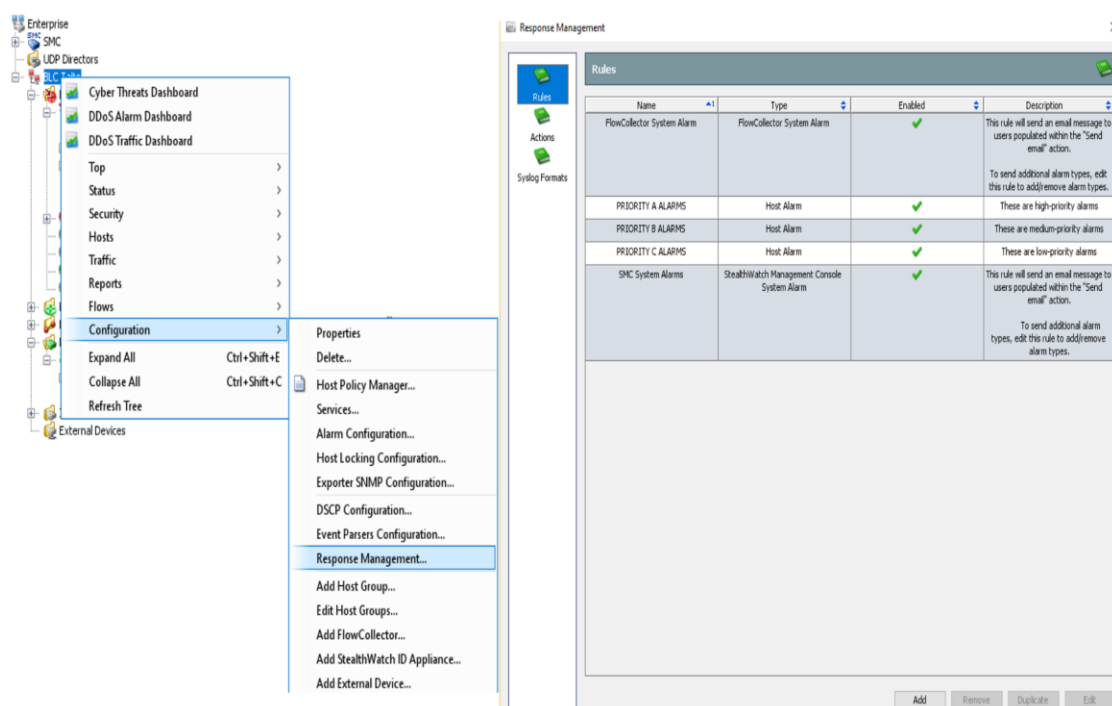 Enterprise
SMC
SMC
UDP Directors
BLC
Cyber Threats Dashboard
DDoS Alarm Dashboard
DDoS Traffic Dashboard
Top
Status
Security
Hosts
Traffic
Reports
Flows
Configuration
Expand All Ctrl+Shift+E
Collapse All Ctrl+Shift+C
Refresh Tree
External Devices
Properties
Delete...
Host Policy Manager...
Services...
Alarm Configuration...
Host Locking Configuration...
Exporter SNMP Configuration...
DSCP Configuration...
Event Parsers Configuration...
Response Management...
Add Host Group...
Edit Host Groups...
Add FlowCollector...
Add StealthWatch ID Appliance...
Add External Device...
Response Management
Rules
Actions
Syslog Formats
Rules
Name 1 Type Enabled Description
FlowCollector System Alarm FlowCollector System Alarm This rule will send an email message to
users populated within the "Send
email" action.
To send additional alarm types, edit
this rule to add/remove alarm types.
PRIORITY A ALARMS Host Alarm These are high-priority alarms
PRIORITY B ALARMS Host Alarm These are medium-priority alarms
PRIORITY C ALARMS Host Alarm These are low-priority alarms
SMC System Alarms StealthWatch Management Console This rule will send an email message to
System Alarm users populated within the "Send
email" action.
To send additional alarm
types, edit this rule to add/remove
alarm types.
Add Remove Duplicate Edit